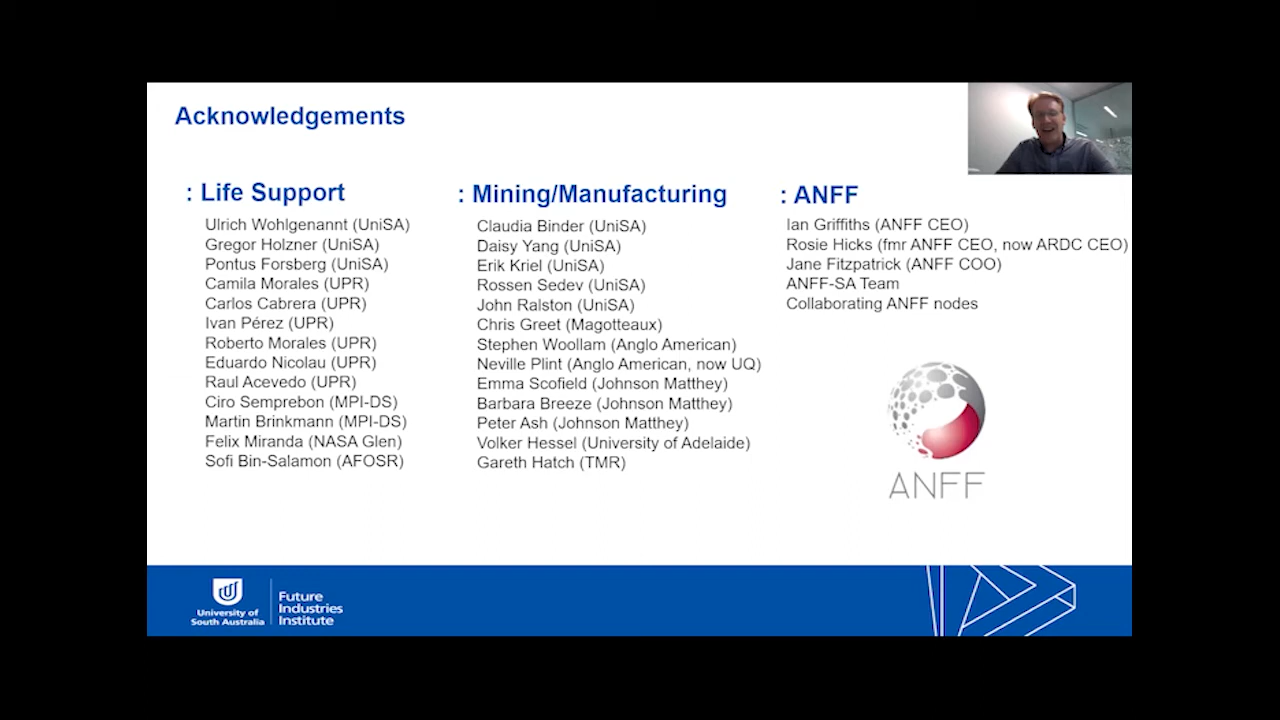 Acknowledgements
: Life Support
Ulrich Wohlgenannt (UniSA)
Gregor Holzner (UniSA)
Pontus Forsberg (UniSA)
Camila Morales (UPR)
Carlos Cabrera (UPR)
Ivan Pérez (UPR)
Roberto Morales (UPR)
Eduardo Nicolau (UPR)
Raul Acevedo (UPR)
Ciro Semprebon (MPI-DS)
Martin Brinkmann (MPI-DS)
Felix Miranda (NASA Glen)
Sofi Bin-Salamon (AFOSR)
: Mining/Manufacturing
Claudia Binder (UniSA)
Daisy Yang (UniSA)
Erik Kriel (UniSA)
Rossen Sedev (UniSA)
John Ralston (UniSA)
Chris Greet (Magotteaux)
Stephen Woollam (Anglo American)
Neville Plint (Anglo American, now UQ)
Emma Scofield (Johnson Matthey)
Barbara Breeze (Johnson Matthey)
Peter Ash (Johnson Matthey)
Volker Hessel (University of Adelaide)
Gareth Hatch (TMR)
: ANFF
Ian Griffiths (ANFF CEO)
Rosie Hicks (fmr ANFF CEO, now ARDC CEO)
Jane Fitzpatrick (ANFF COO)
ANFF-SA Team
Collaborating ANFF nodes
ANFF
University of
South Australia
Future
Industries
Institute